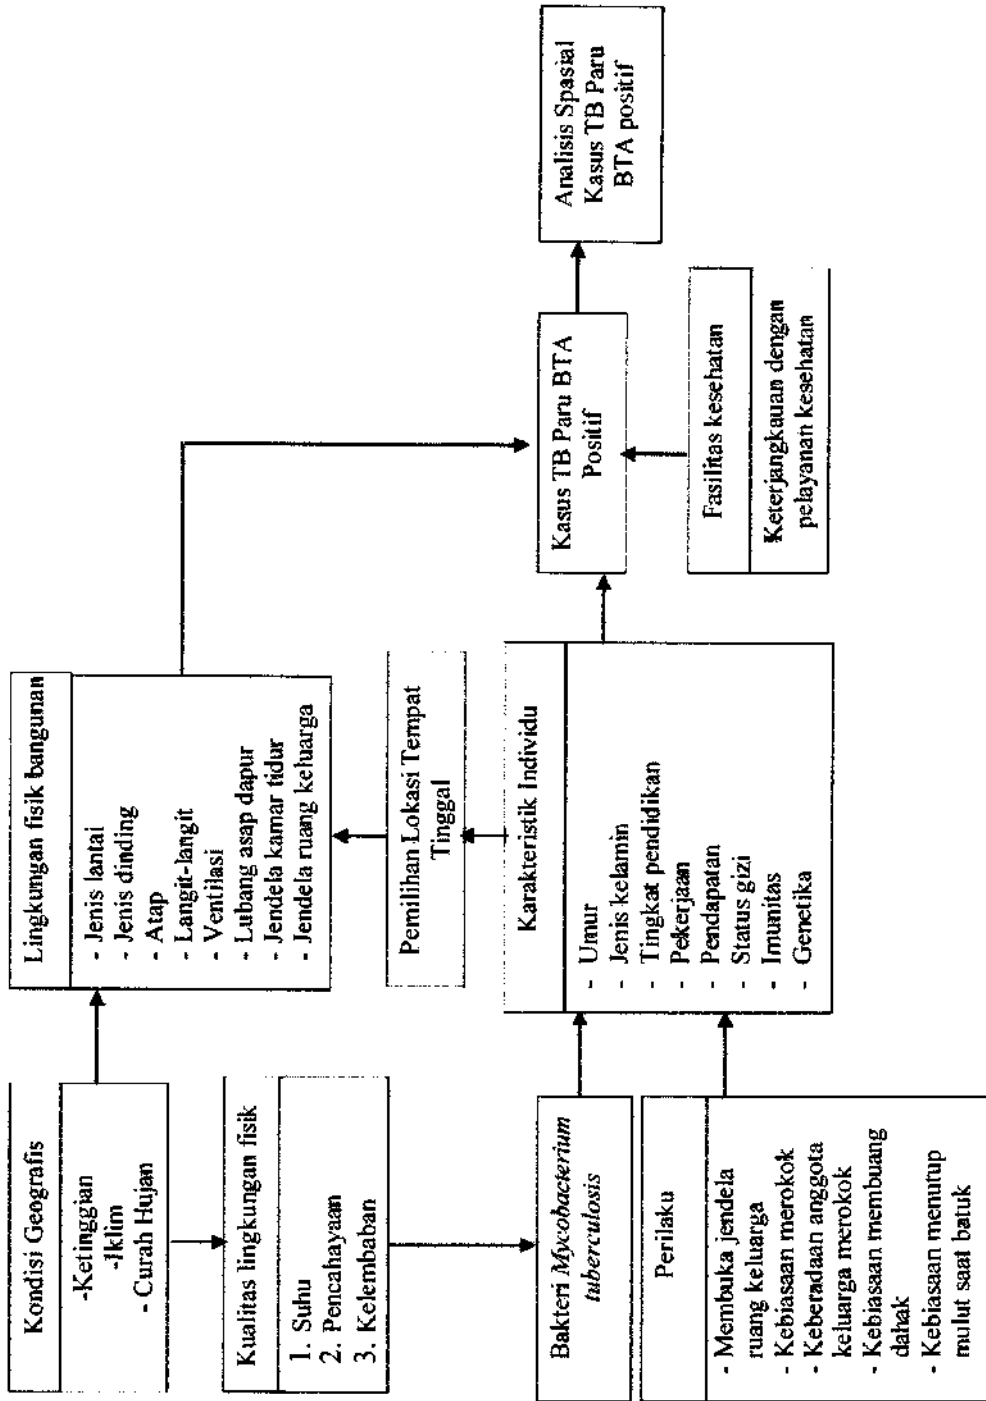 Kondisi Geografis
-Ketinggian
-Iklim
- Curah Hujan
Kualitas lingkungan fisik
1. Suhu
2. Pencahayaan
3. Kelembaban
Bakteri Mycobacterium
tuberculosis
Perilaku
- Membuka jendela
ruang keluarga
- Kebiasaan merokok
- Keberadaan anggota
keluarga merokok
- Kebiasaan membuang
dahak
- Kebiasaan menutup
mulut saat batuk
Lingkungan fisik bangunan
- Jenis lantai
- Jenis dinding
- Atap
- Langit-langit
- Ventilasi
- Lubang asap dapur
- Jendela kamar tidur
- Jendela ruang keluarga
Pemilihan Lokasi Tempat
Tinggal
Karakteristik Individu
- Umur
- Jenis kelamin
- Tingkat pendidikan
- Pekerjaan
- Pendapatan
- Status gizi
- Imunitas
- Genetika
Kasus TB Paru BTA
Positif
Fasilitas kesehatan
Keterjangkauan dengan
pelayanan kesehatan
Analisis Spasial
Kasus TB Paru
BTA positif